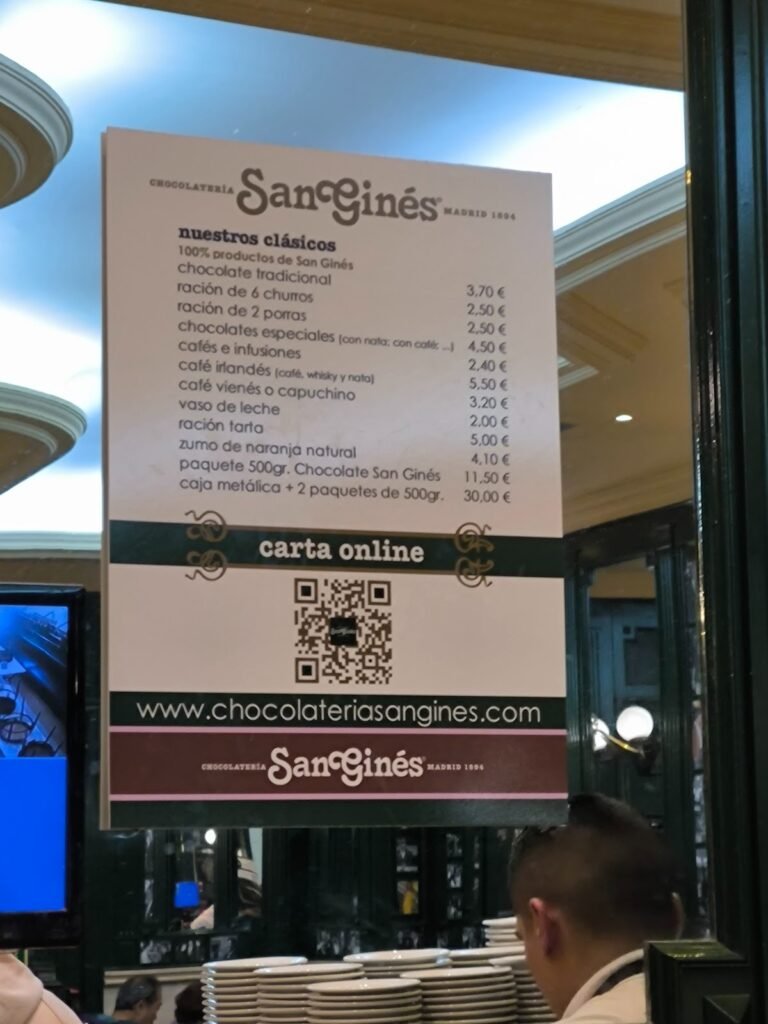 CHOCOLATERÍA SanGinés MADRID 1894
nuestros clásicos
100% productos de San Ginés
chocolate tradicional 3,70 €
ración de 6 churros 2,50 €
ración de 2 porras 2,50 €
chocolates especiales (con nata; con café; ...) 4,50 €
cafés e infusiones 2,40 €
café irlandés (café, whisky y nata) 5,50 €
café vienés o capuchino 3,20 €
vaso de leche 2,00 €
ración tarta 5,00 €
zumo de naranja natural 4,10 €
paquete 500gr. Chocolate San Ginés 11,50 €
caja metálica + 2 paquetes de 500gr. 30,00 €
carta online
www.chocolateriasangines.com
CHOCOLATERÍA SanGinés MADRID 1894